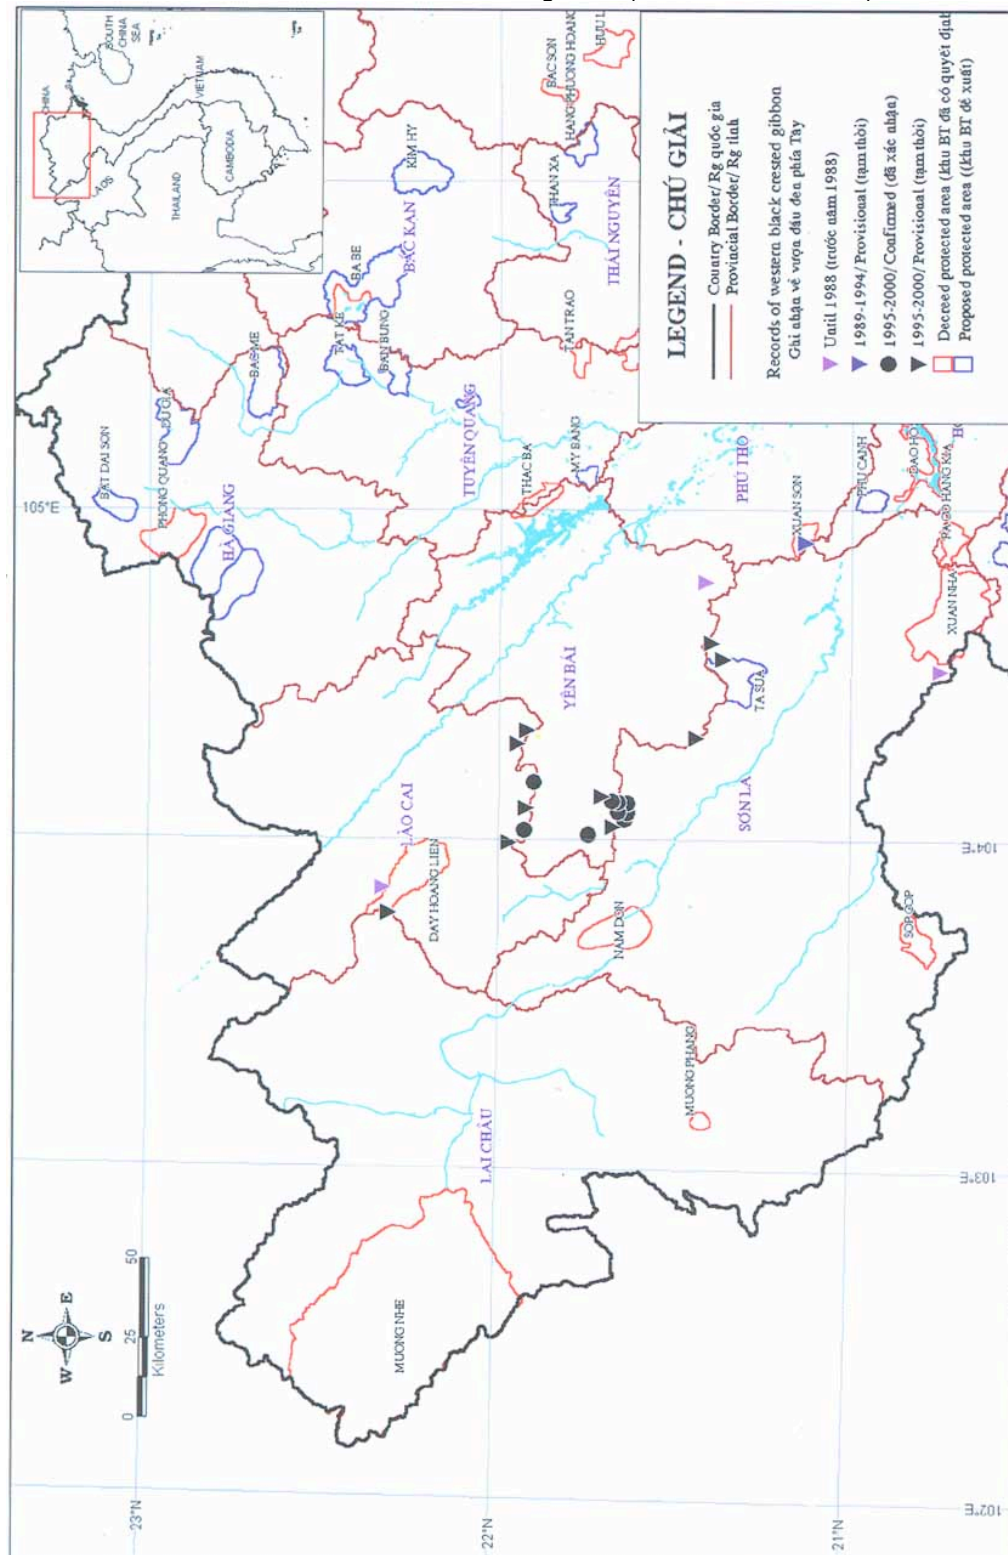 CHINA
SOUTH
CHINA
SEA
LAOS
VIETNAM
THAILAND
CAMBODIA
N
W
E
S
0
25
50
Kilometers
23°N
22°N
21°N
102°E
103°E
104°E
105°E
BAT DAI SON
PHONG QUANG
DU GIA
HÀ GIANG
BAC ME
BA BE
PAT KE
BAN BUNG
KIM HY
BẮC KAN
BAC SON
HUU L
THAN XA
THÁI NGUYÊN
TAN TRAO
TUYÊN QUANG
THAC BA
MY BANG
PHÚ THỌ
YÊN BÁI
LÀO CAI
DAY HOANG LIEN
LAI CHÂU
MUONG NHE
MUONG PHANG
NAM DON
SƠN LA
TA SUA
XUAN SON
PHU CANH
XUAN NHA
SOP COP
LEGEND - CHÚ GIẢI
Country Border/ Rg quốc gia
Provincial Border/ Rg tỉnh
Records of western black crested gibbon
Ghi nhận về vượn đầu đen phía Tây
Until 1988 (trước năm 1988)
1989-1994/ Provisional (tạm thời)
1995-2000/ Confirmed (đã xác nhận)
1995-2000/ Provisional (tạm thời)
Decreed protected area (khu BT đã có quyết định
Proposed protected area ((khu BT đề xuất)